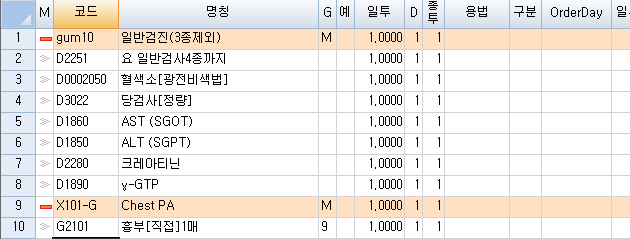 M 코드 명칭 G 예 일투 D 종투 용법 구분 OrderDay 일
1 gum10 일반검진(3종제외) M 1,0000 1 1
2 D2251 요 일반검사4종까지 1,0000 1 1
3 D0002050 혈색소[광전비색법] 1,0000 1 1
4 D3022 당검사[정량] 1,0000 1 1
5 D1860 AST (SGOT) 1,0000 1 1
6 D1850 ALT (SGPT) 1,0000 1 1
7 D2280 크레아티닌 1,0000 1 1
8 D1890 ɣ-GTP 1,0000 1 1
9 X101-G Chest PA M 1,0000 1 1
10 G2101 흉부[직접]1매 9 1,0000 1 1